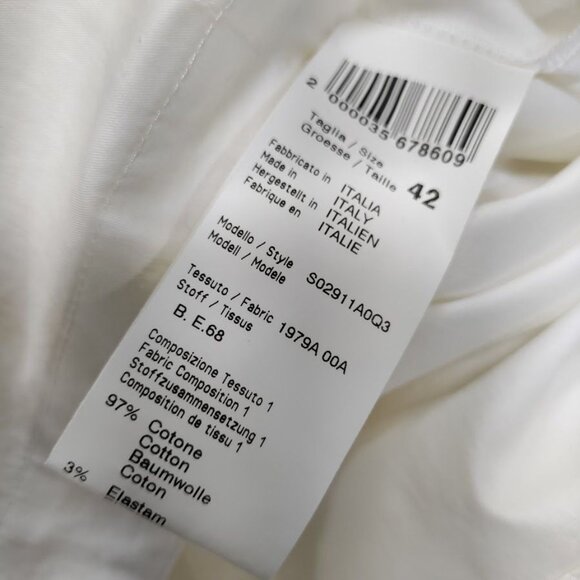 2 000035 678609
Taglia / Size
Groesse / Taille 42
Fabbricato in ITALIA
Made in ITALY
Hergestellt in ITALIEN
Fabrique en ITALIE
Modello / Style
Modell / Modele S02911A0Q3
Tessuto / Fabric
Stoff / Tissus 1979A 00A
B. E.68
Composizione Tessuto 1
Fabric Composition 1
Stoffzusammensetzung 1
Composition de tissu 1
97% Cotone
Cotton
Baumwolle
Coton
3% Elastam